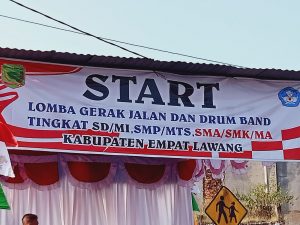 START
LOMBA GERAK JALAN DAN DRUM BAND
TINGKAT SD/MI,SMP/MTS,SMA/SMK/MA
KABUPATEN EMPAT LAWANG